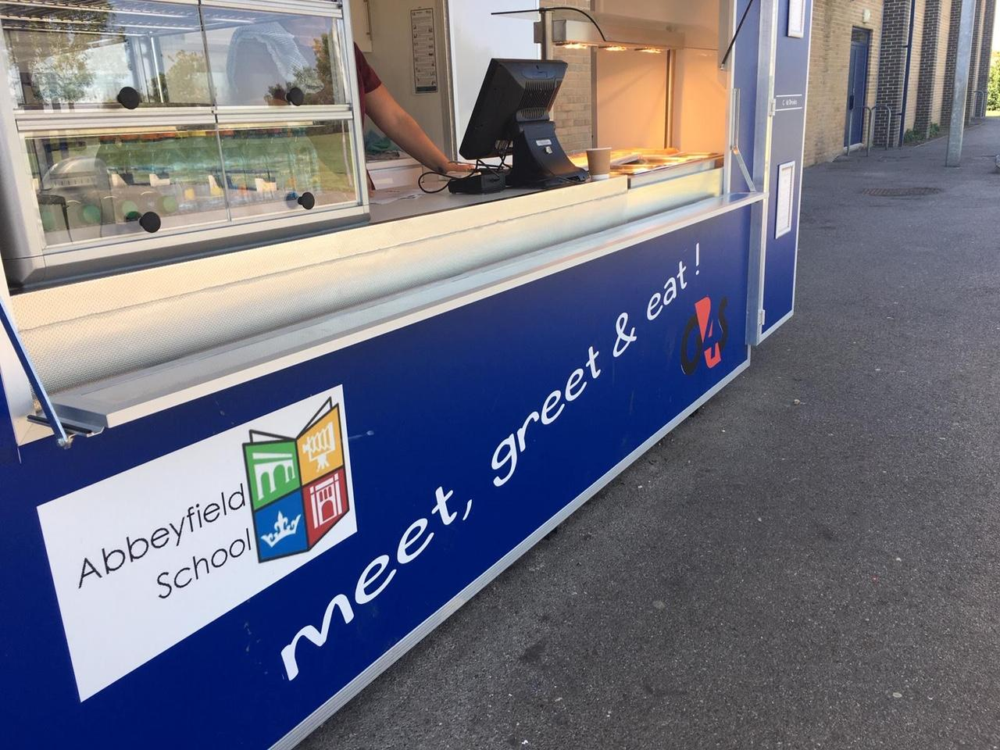 Abbeyfield
School
meet, greet & eat !
G4S